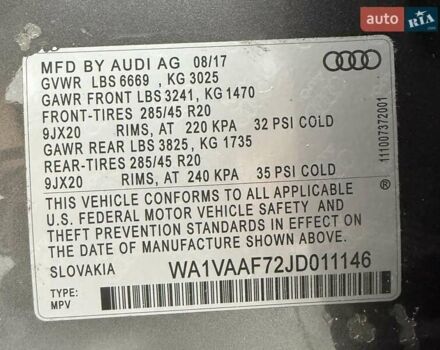 auto RIA
MFD BY AUDI AG 08/17
GVWR LBS 6669 , KG 3025
GAWR FRONT LBS 3241, KG 1470
FRONT-TIRES 285/45 R20
9JX20 RIMS, AT 220 KPA 32 PSI COLD
GAWR REAR LBS 3825, KG 1735
REAR-TIRES 285/45 R20
9JX20 RIMS, AT 240 KPA 35 PSI COLD
THIS VEHICLE CONFORMS TO ALL APPLICABLE
U.S. FEDERAL MOTOR VEHICLE SAFETY AND
THEFT PREVENTION STANDARDS IN EFFECT ON
THE DATE OF MANUFACTURE SHOWN ABOVE.
SLOVAKIA WA1VAAF72JD011146
TYPE:
MPV
111007372001
®